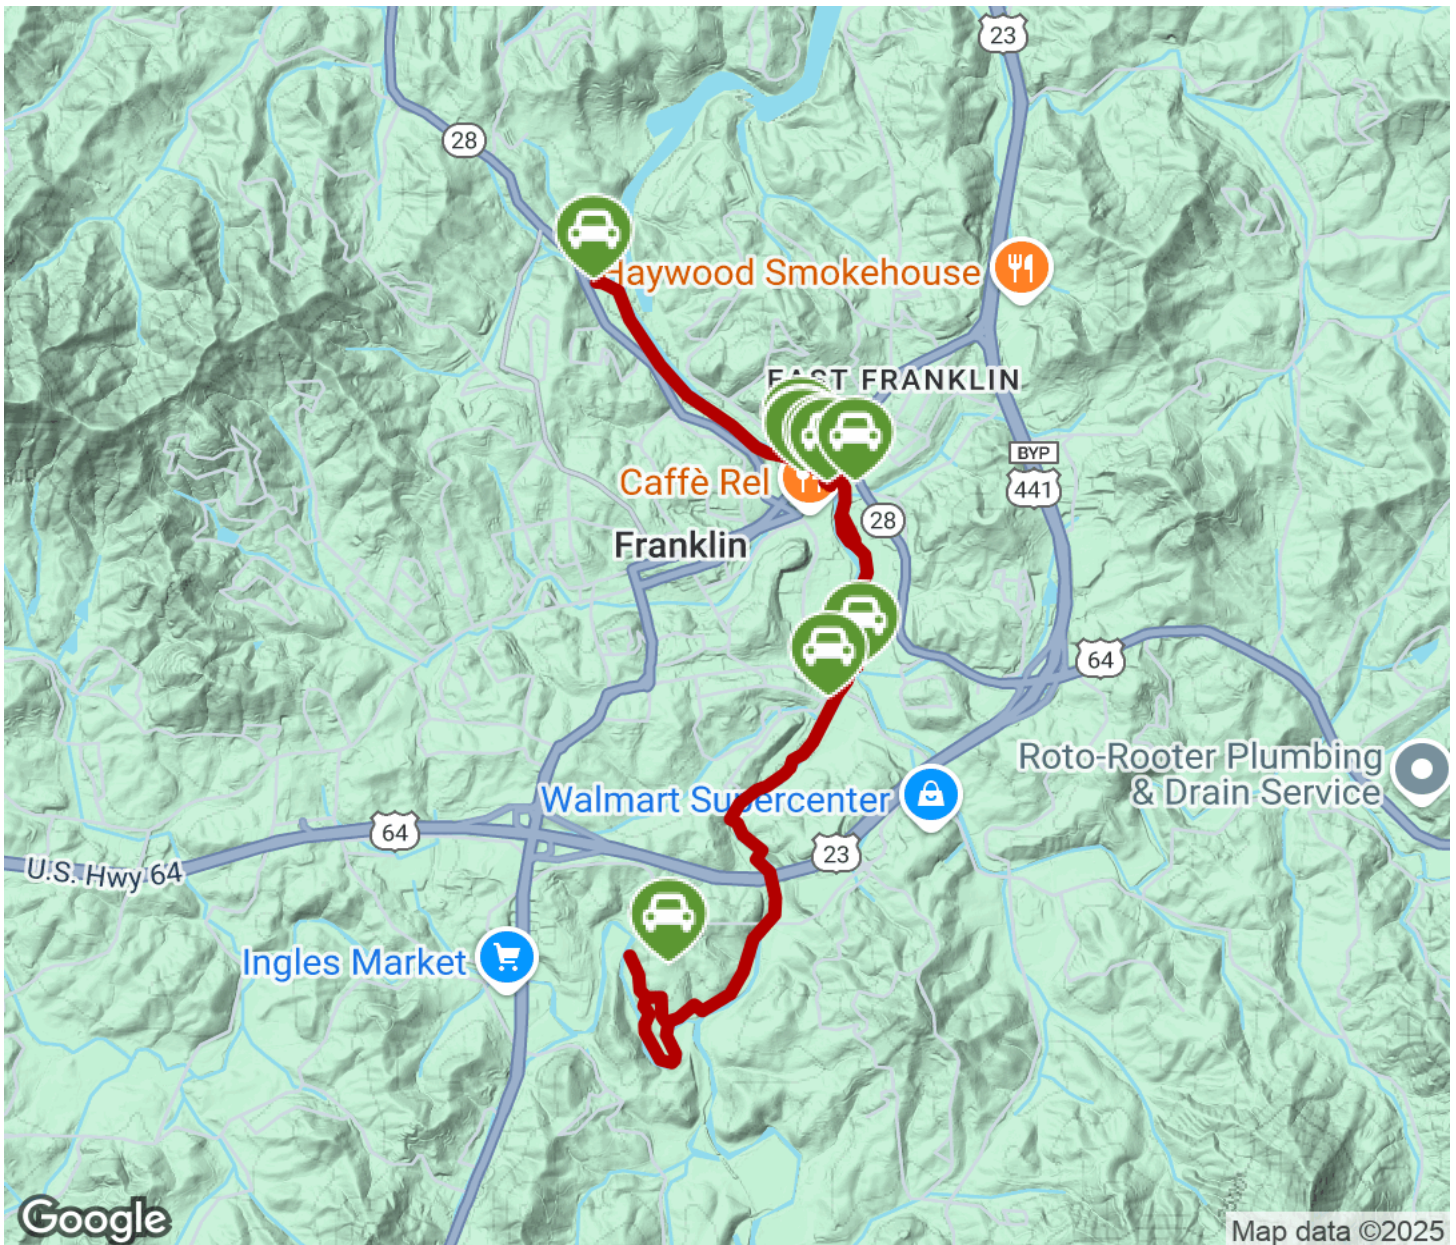 23
28
Haywood Smokehouse
EAST FRANKLIN
BYP
Caffè Rel
441
28
Franklin
64
Roto-Rooter Plumbing
& Drain Service
Walmart Supercenter
64
23
U.S. Hwy 64
Ingles Market
Google
Map data ©2025